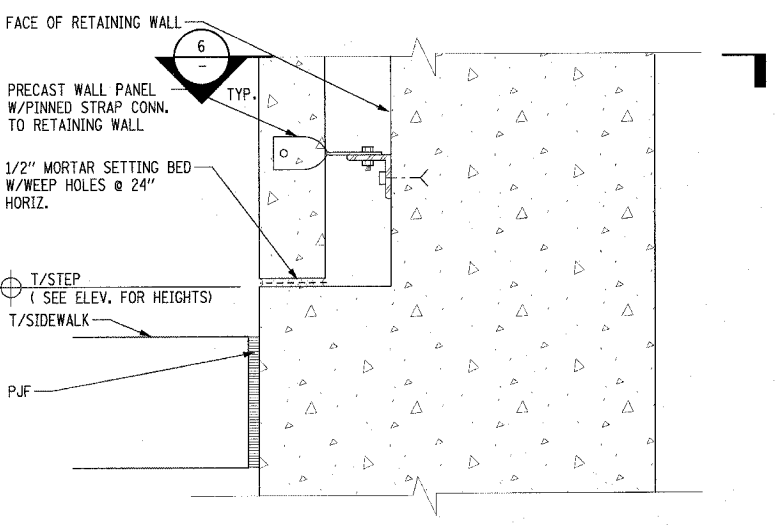 FACE OF RETAINING WALL
6
-
PRECAST WALL PANEL
W/PINNED STRAP CONN.
TO RETAINING WALL
TYP.
1/2" MORTAR SETTING BED
W/WEEP HOLES @ 24"
HORIZ.
T/STEP
( SEE ELEV. FOR HEIGHTS)
T/SIDEWALK
PJF